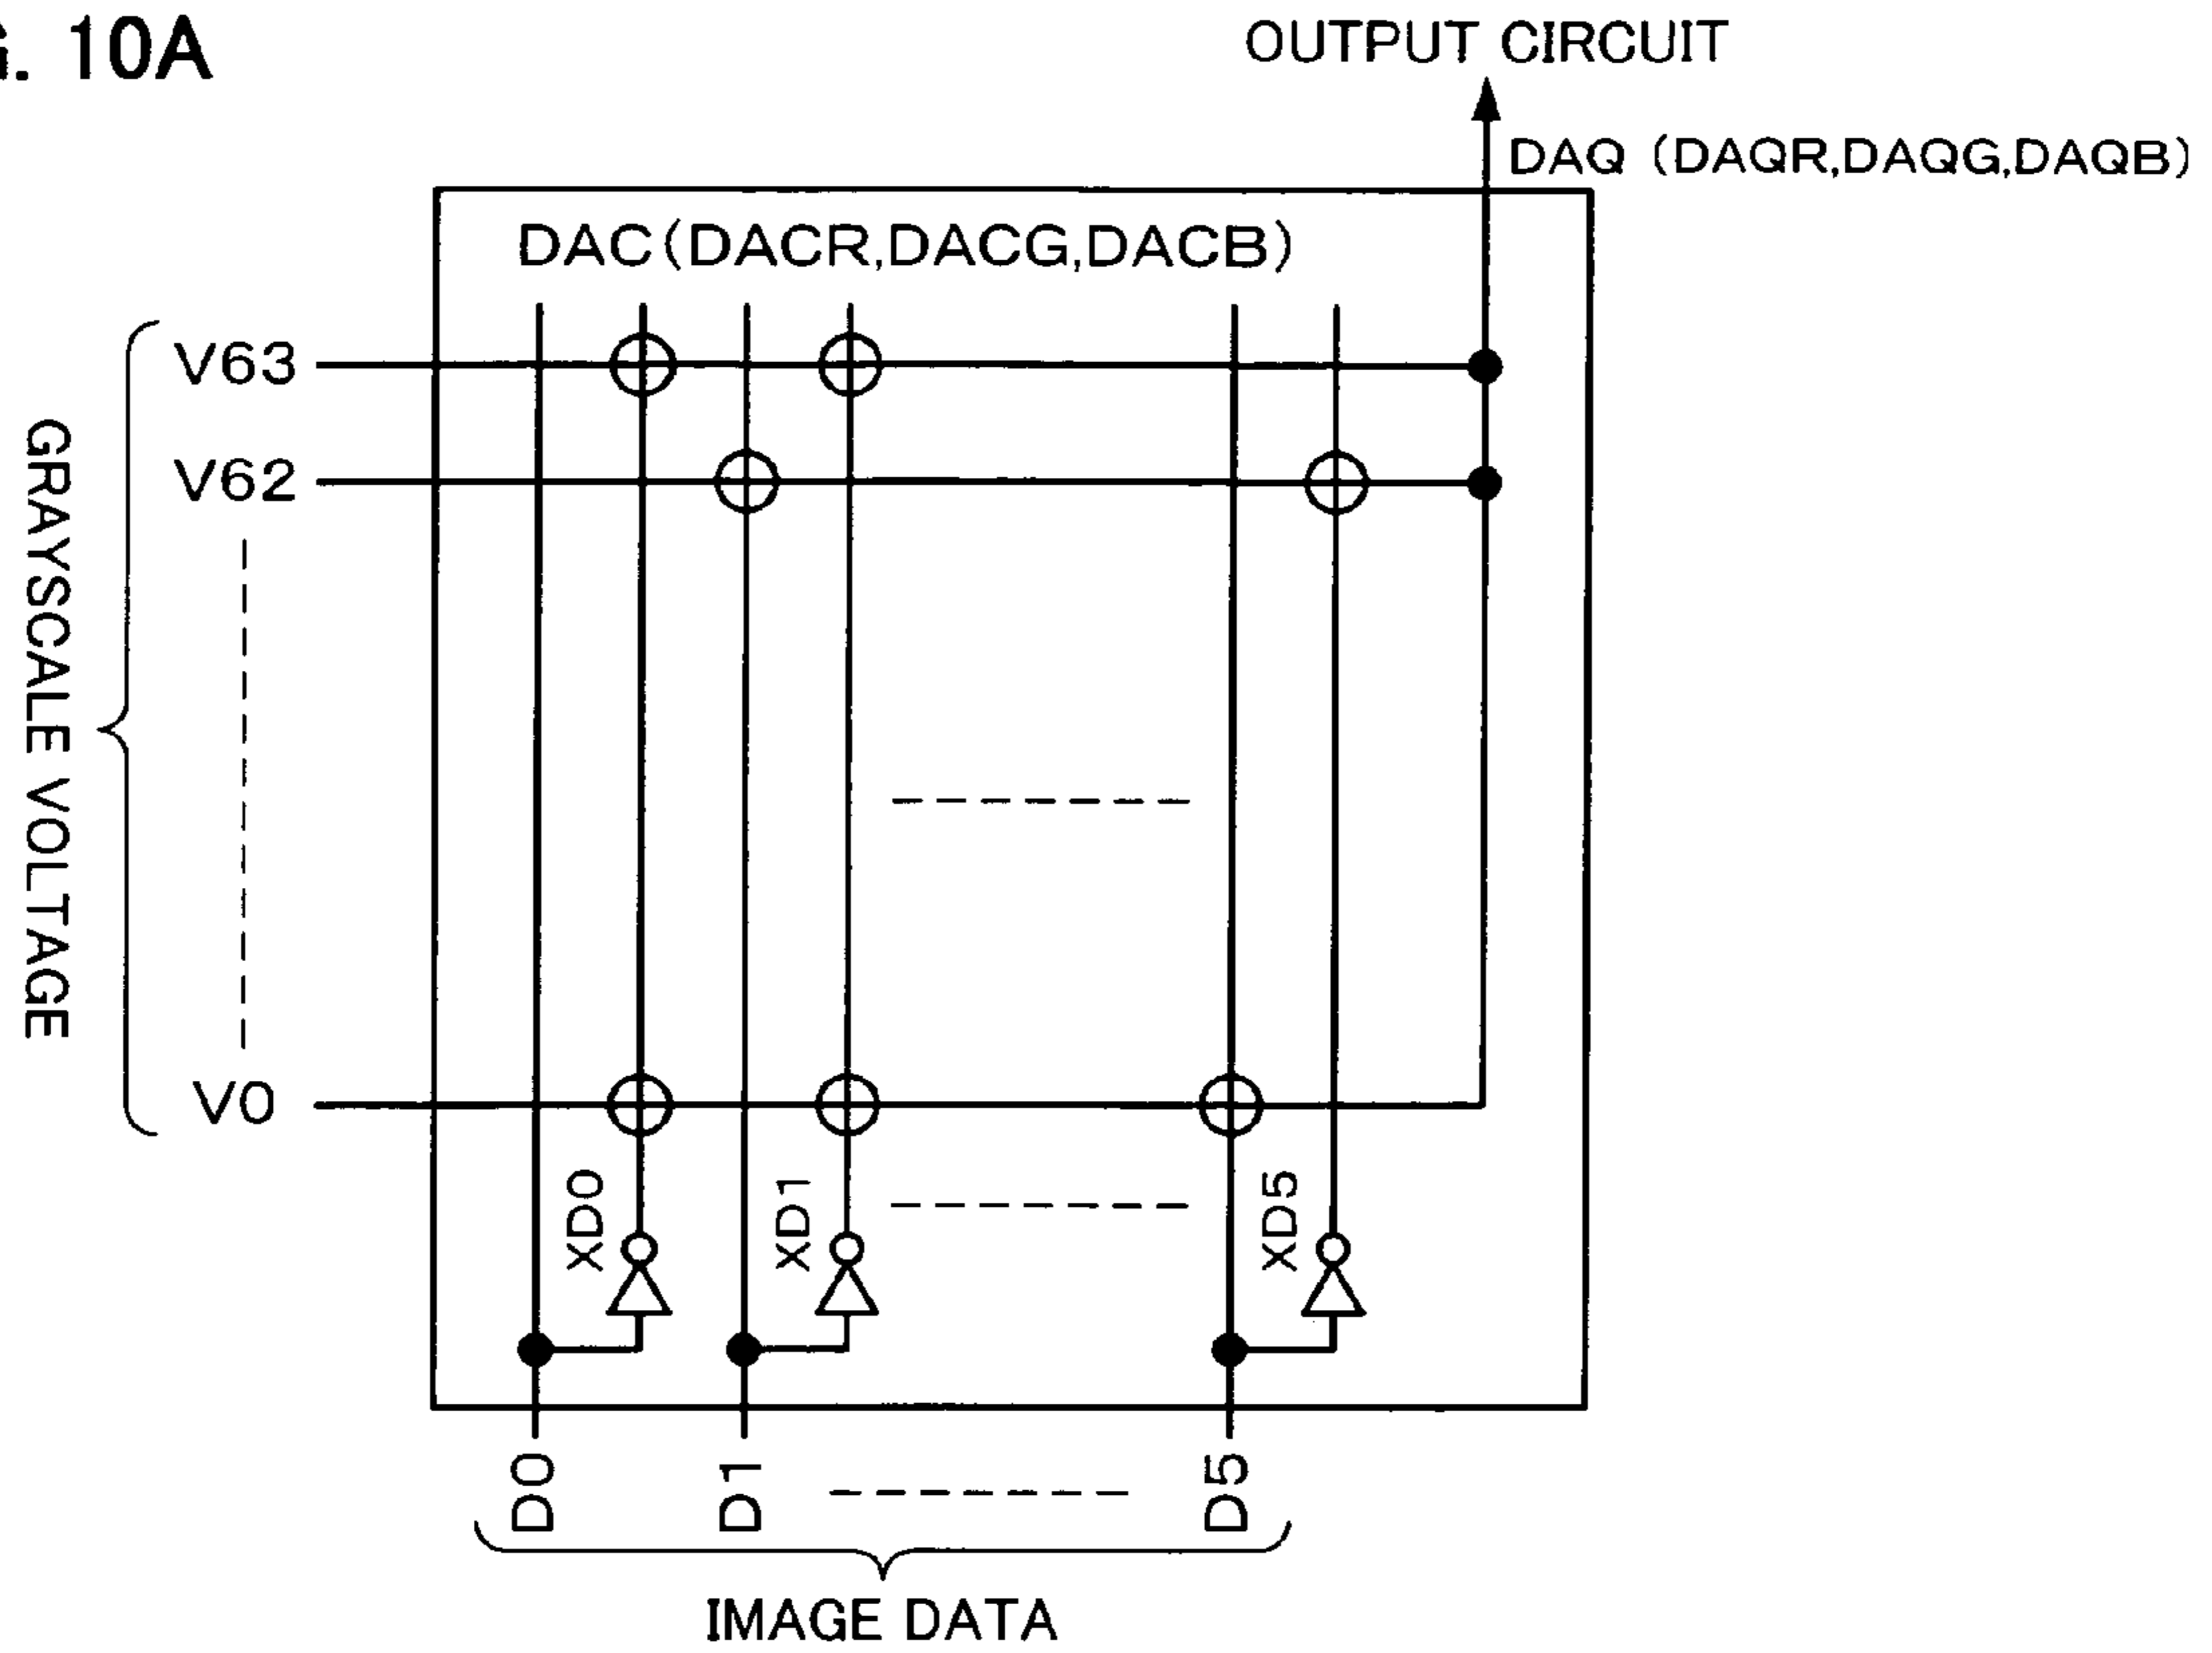 G. 10A
OUTPUT CIRCUIT
DAQ (DAQR,DAQG,DAQB)
DAC(DACR,DACG,DACB)
V63
V62
GRAYSCALE VOLTAGE
V0
XD0
XD1
XD5
D0
D1
D5
IMAGE DATA